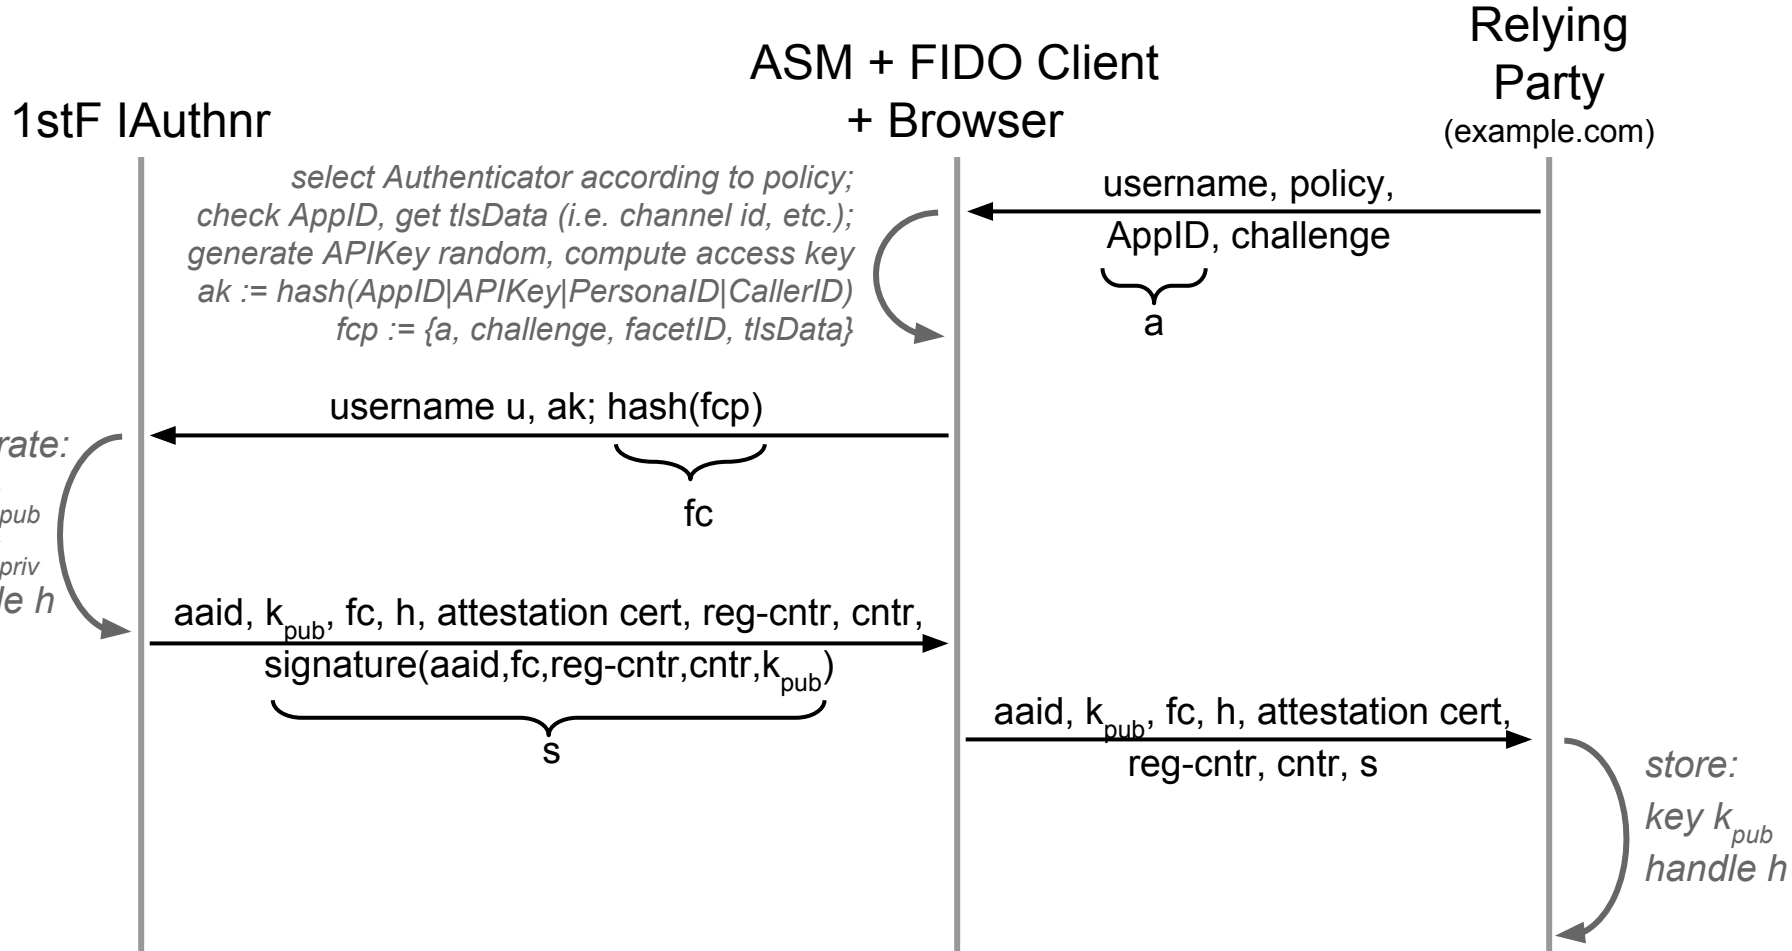 Relying
Party
(example.com)
ASM + FIDO Client
+ Browser
1stF IAuthnr
select Authenticator according to policy;
check AppID, get tlsData (i.e. channel id, etc.);
generate APIKey random, compute access key
ak := hash(AppID|APIKey|PersonaID|CallerID)
fcp := {a, challenge, facetID, tlsData}
username, policy,
AppID, challenge
a
username u, ak; hash(fcp)
fc
rate:
pub
priv
le h
aaid, kpub, fc, h, attestation cert, reg-cntr, cntr,
signature(aaid,fc,reg-cntr,cntr,kpub)
s
aaid, kpub, fc, h, attestation cert,
reg-cntr, cntr, s
store:
key kpub
handle h